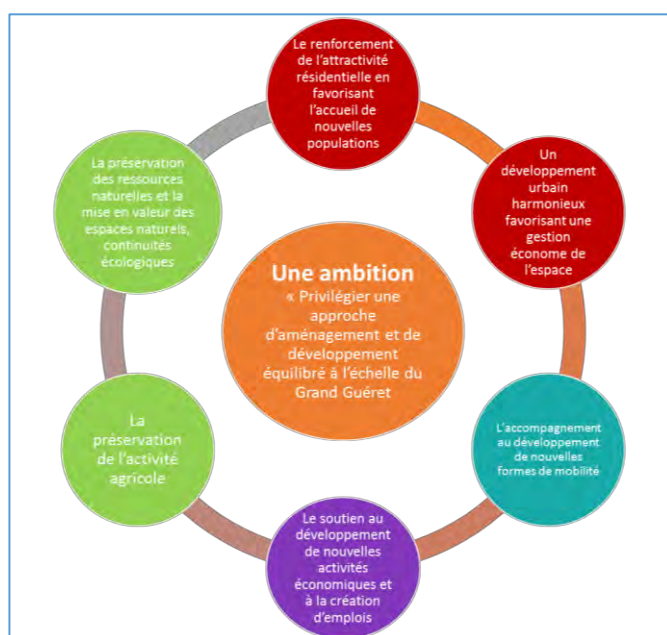 Le renforcement
de l'attractivité
résidentielle en
favorisant
l'accueil de
nouvelles
populations
Un
développement
urbain
harmonieux
favorisant une
gestion
économe de
l'espace
L'accompagnement
au développement
de nouvelles
formes de mobilité
Le soutien au
développement
de nouvelles
activités
économiques et
à la création
d'emplois
La
préservation
de l'activité
agricole
La préservation
des ressources
naturelles et la
mise en valeur des
espaces naturels,
continuités
écologiques
Une ambition
« Privilégier une
approche
d'aménagement et de
développement
équilibré à l'échelle du
Grand Guéret